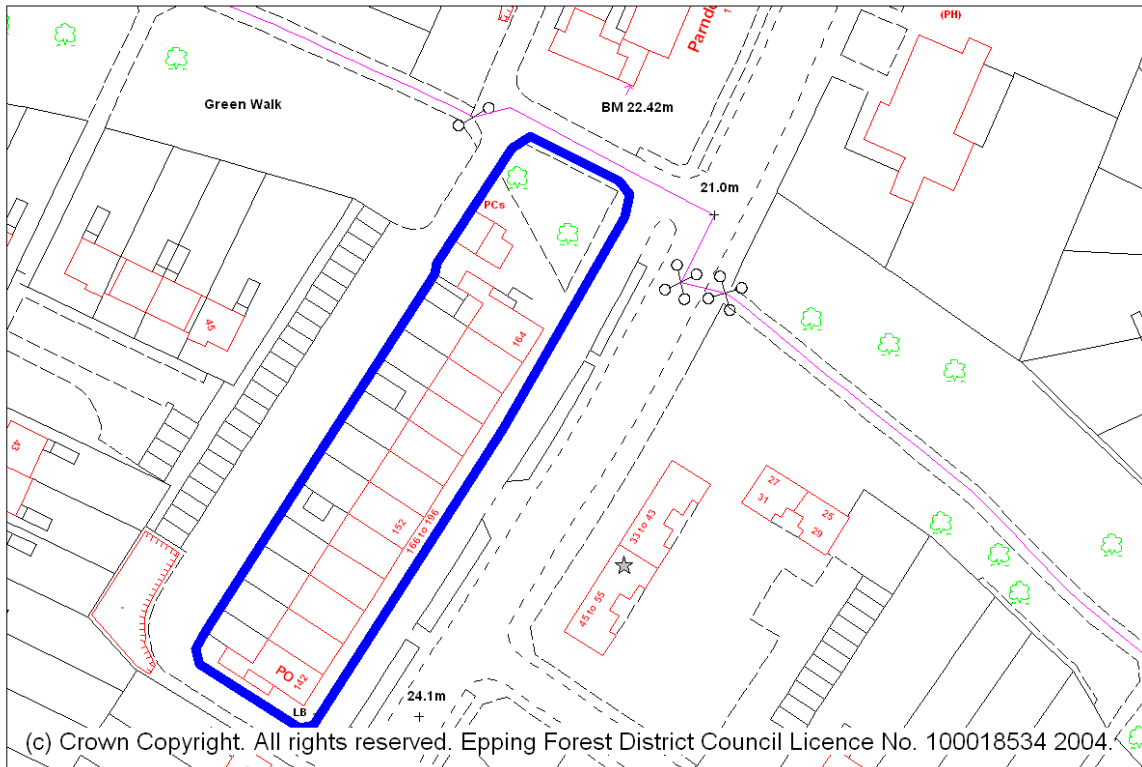 (PH)
Parnd
Green Walk
BM 22.42m
21.0m
PCs
45
164
43
27
31
25
29
152
166 to 196
33 to 43
45 to 55
PO
142
LB
24.1m
(c) Crown Copyright. All rights reserved. Epping Forest District Council Licence No. 100018534 2004.